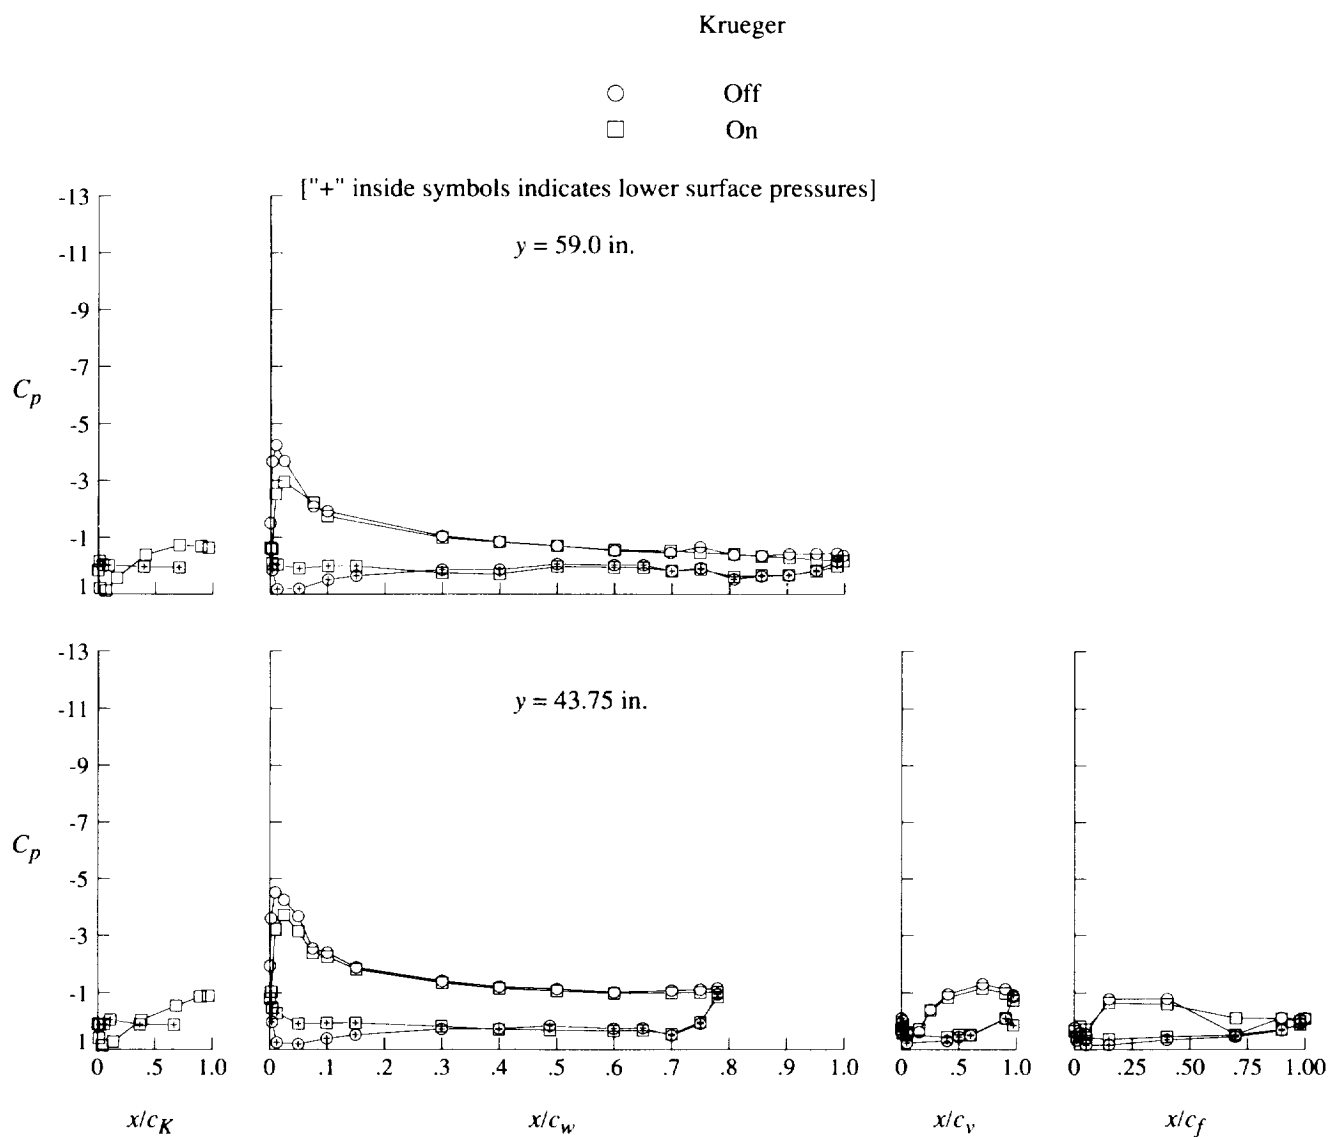 Krueger
Off
On
["+" inside symbols indicates lower surface pressures]
y = 59.0 in.
-13
-11
-9
-7
-5
-3
-1
1
C_p
y = 43.75 in.
-13
-11
-9
-7
-5
-3
-1
1
C_p
0 .5 1.0
0 .1 .2 .3 .4 .5 .6 .7 .8 .9 1.0
0 .5 1.0
0 .25 .50 .75 1.00
x/c_K
x/c_w
x/c_v
x/c_f